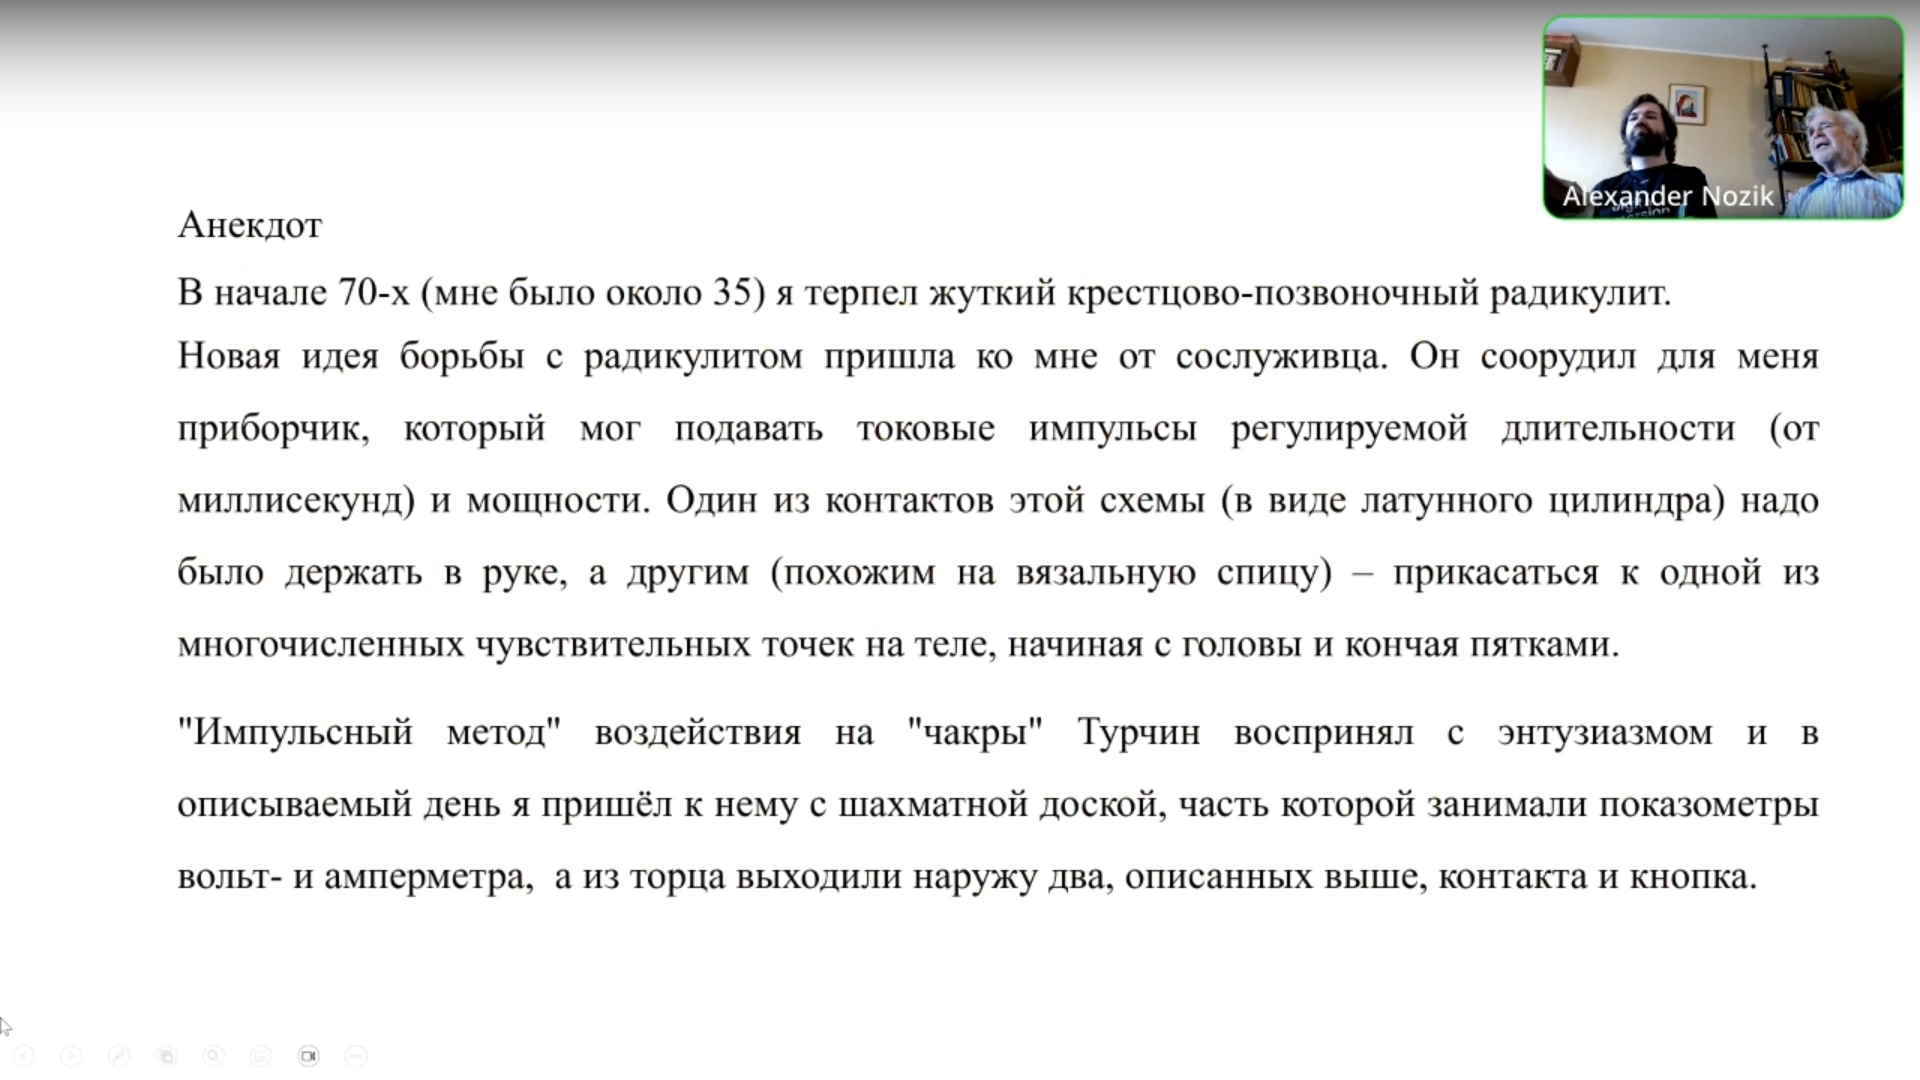 Alexander Nozik
Анекдот
В начале 70-х (мне было около 35) я терпел жуткий крестцово-позвоночный радикулит.
Новая идея борьбы с радикулитом пришла ко мне от сослуживца. Он соорудил для меня
приборчик, который мог подавать токовые импульсы регулируемой длительности (от
миллисекунд) и мощности. Один из контактов этой схемы (в виде латунного цилиндра) надо
было держать в руке, а другим (похожим на вязальную спицу) – прикасаться к одной из
многочисленных чувствительных точек на теле, начиная с головы и кончая пятками.
"Импульсный метод" воздействия на "чакры" Турчин воспринял с энтузиазмом и в
описываемый день я пришёл к нему с шахматной доской, часть которой занимали показометры
вольт- и амперметра,  а из торца выходили наружу два, описанных выше, контакта и кнопка.